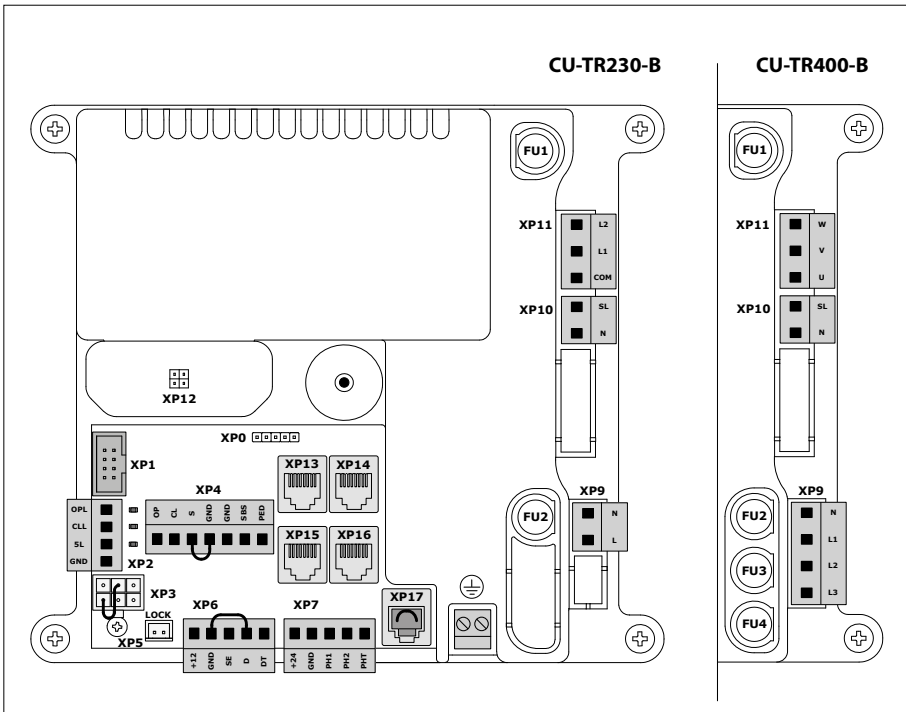 CU-TR230-B
CU-TR400-B
FU1
XP11
L2
L1
COM
XP10
SL
N
FU1
XP11
W
V
U
XP10
SL
N
XP12
XP0
XP1
XP13 XP14
XP4
OP CL S GND GND SBS PED
OPL
CLL
SL
GND
XP2
XP15 XP16
XP3
XP5
LOCK
XP6
+12 GND SE D DT
XP7
+24 GND PH1 PH2 PHT
XP17
FU2
XP9
N
L
FU2
FU3
FU4
XP9
N
L1
L2
L3